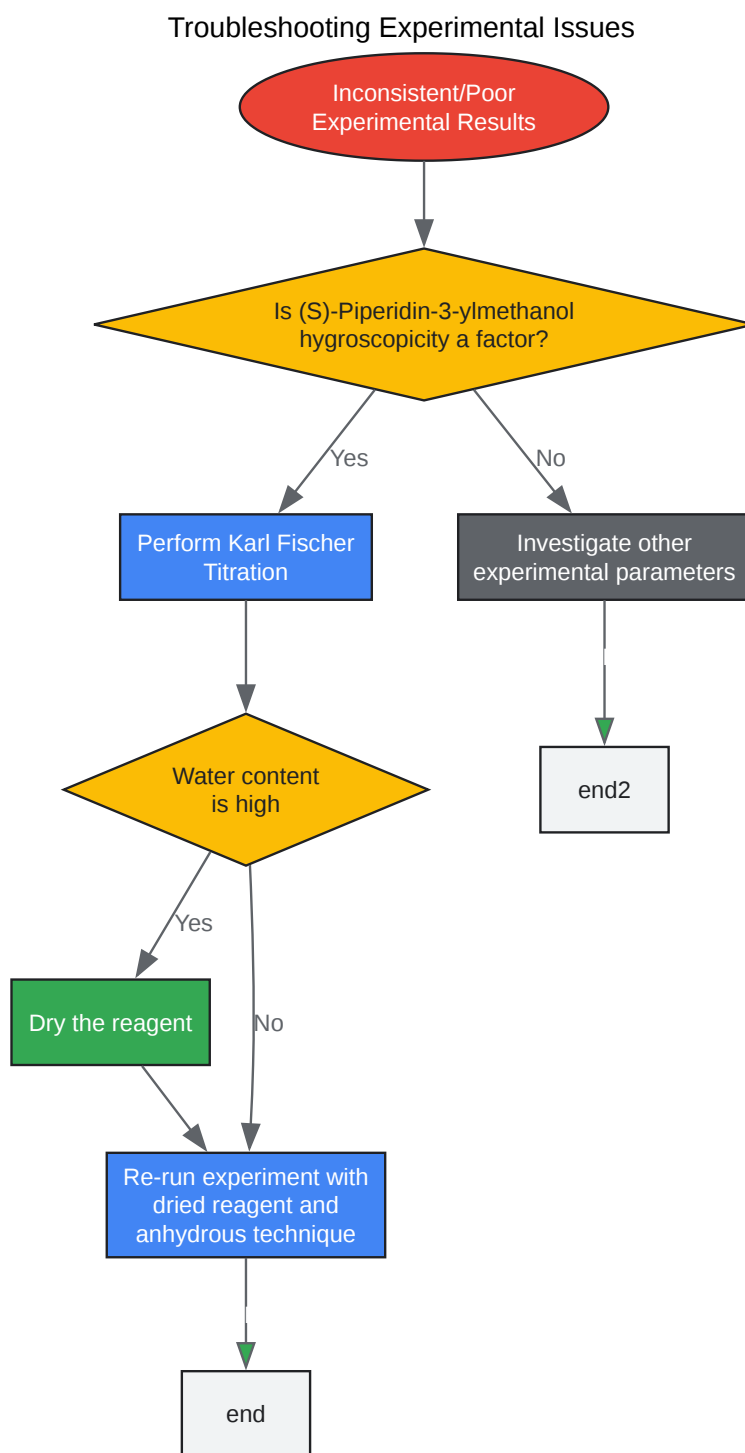 Troubleshooting Experimental Issues
Inconsistent/Poor
Experimental Results
Is (S)-Piperidin-3-ylmethanol
hygroscopicity a factor?
Yes
No
Perform Karl Fischer
Titration
Investigate other
experimental parameters
Water content
is high
end2
Yes
Dry the reagent
No
Re-run experiment with
dried reagent and
anhydrous technique
end